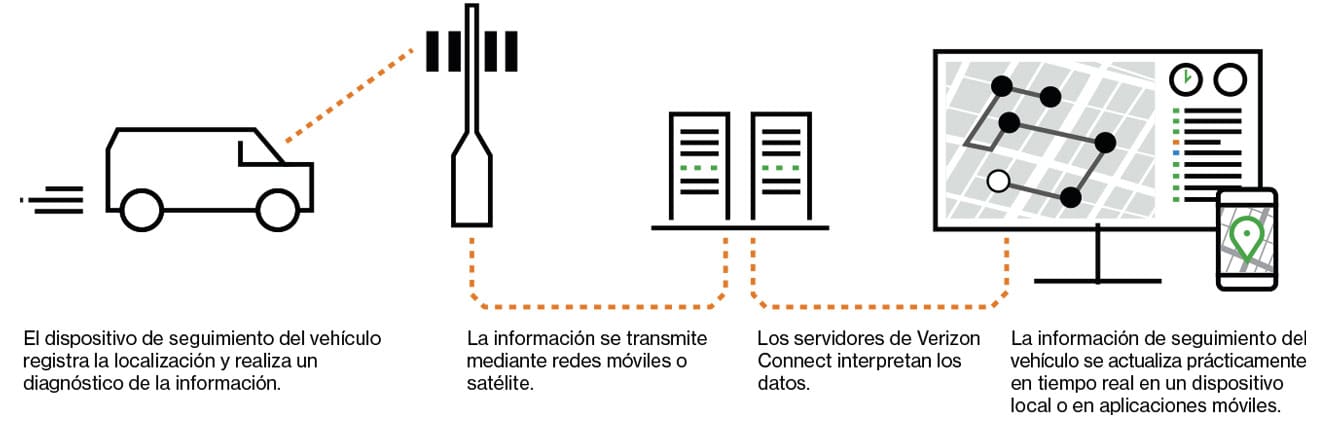 El dispositivo de seguimiento del vehículo
registra la localización y realiza un
diagnóstico de la información.
La información se transmite
mediante redes móviles o
satélite.
Los servidores de Verizon
Connect interpretan los
datos.
La información de seguimiento del
vehículo se actualiza prácticamente
en tiempo real en un dispositivo
local o en aplicaciones móviles.